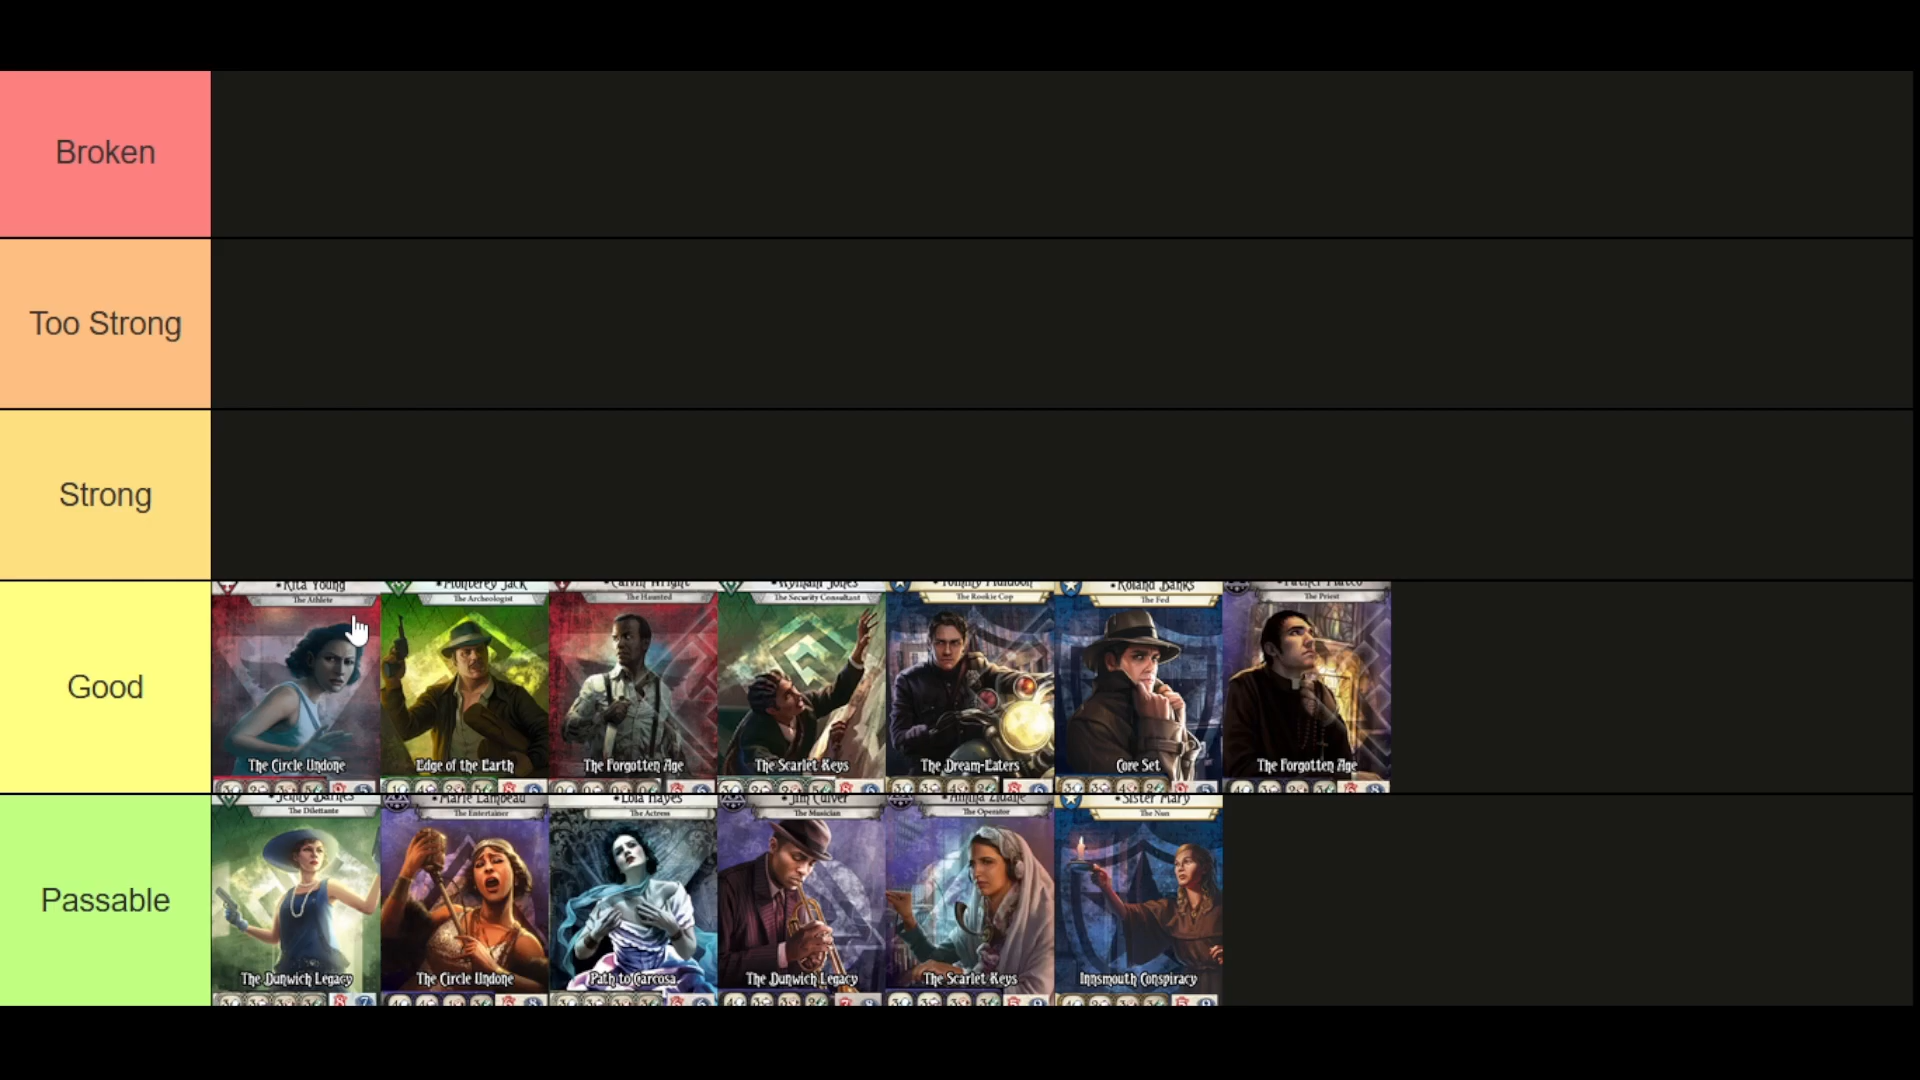 Broken
Too Strong
Strong
Good
Rita Young
The Athlete
The Circle Undone
Monterey Jack
The Archeologist
Edge of the Earth
Calvin Wright
The Haunted
The Forgotten Age
Kymani Jones
The Security Consultant
The Scarlet Keys
Tommy Muldoon
The Rookie Cop
The Dream-Eaters
Roland Banks
The Fed
Core Set
Father Mateo
The Priest
The Forgotten Age
Passable
Jenny Barnes
The Dilettante
The Dunwich Legacy
Marie Lambeau
The Entertainer
The Circle Undone
Lola Hayes
The Actress
Path to Carcosa
Jim Culver
The Musician
The Dunwich Legacy
Amina Zidane
The Operator
The Scarlet Keys
Sister Mary
The Nun
Innsmouth Conspiracy